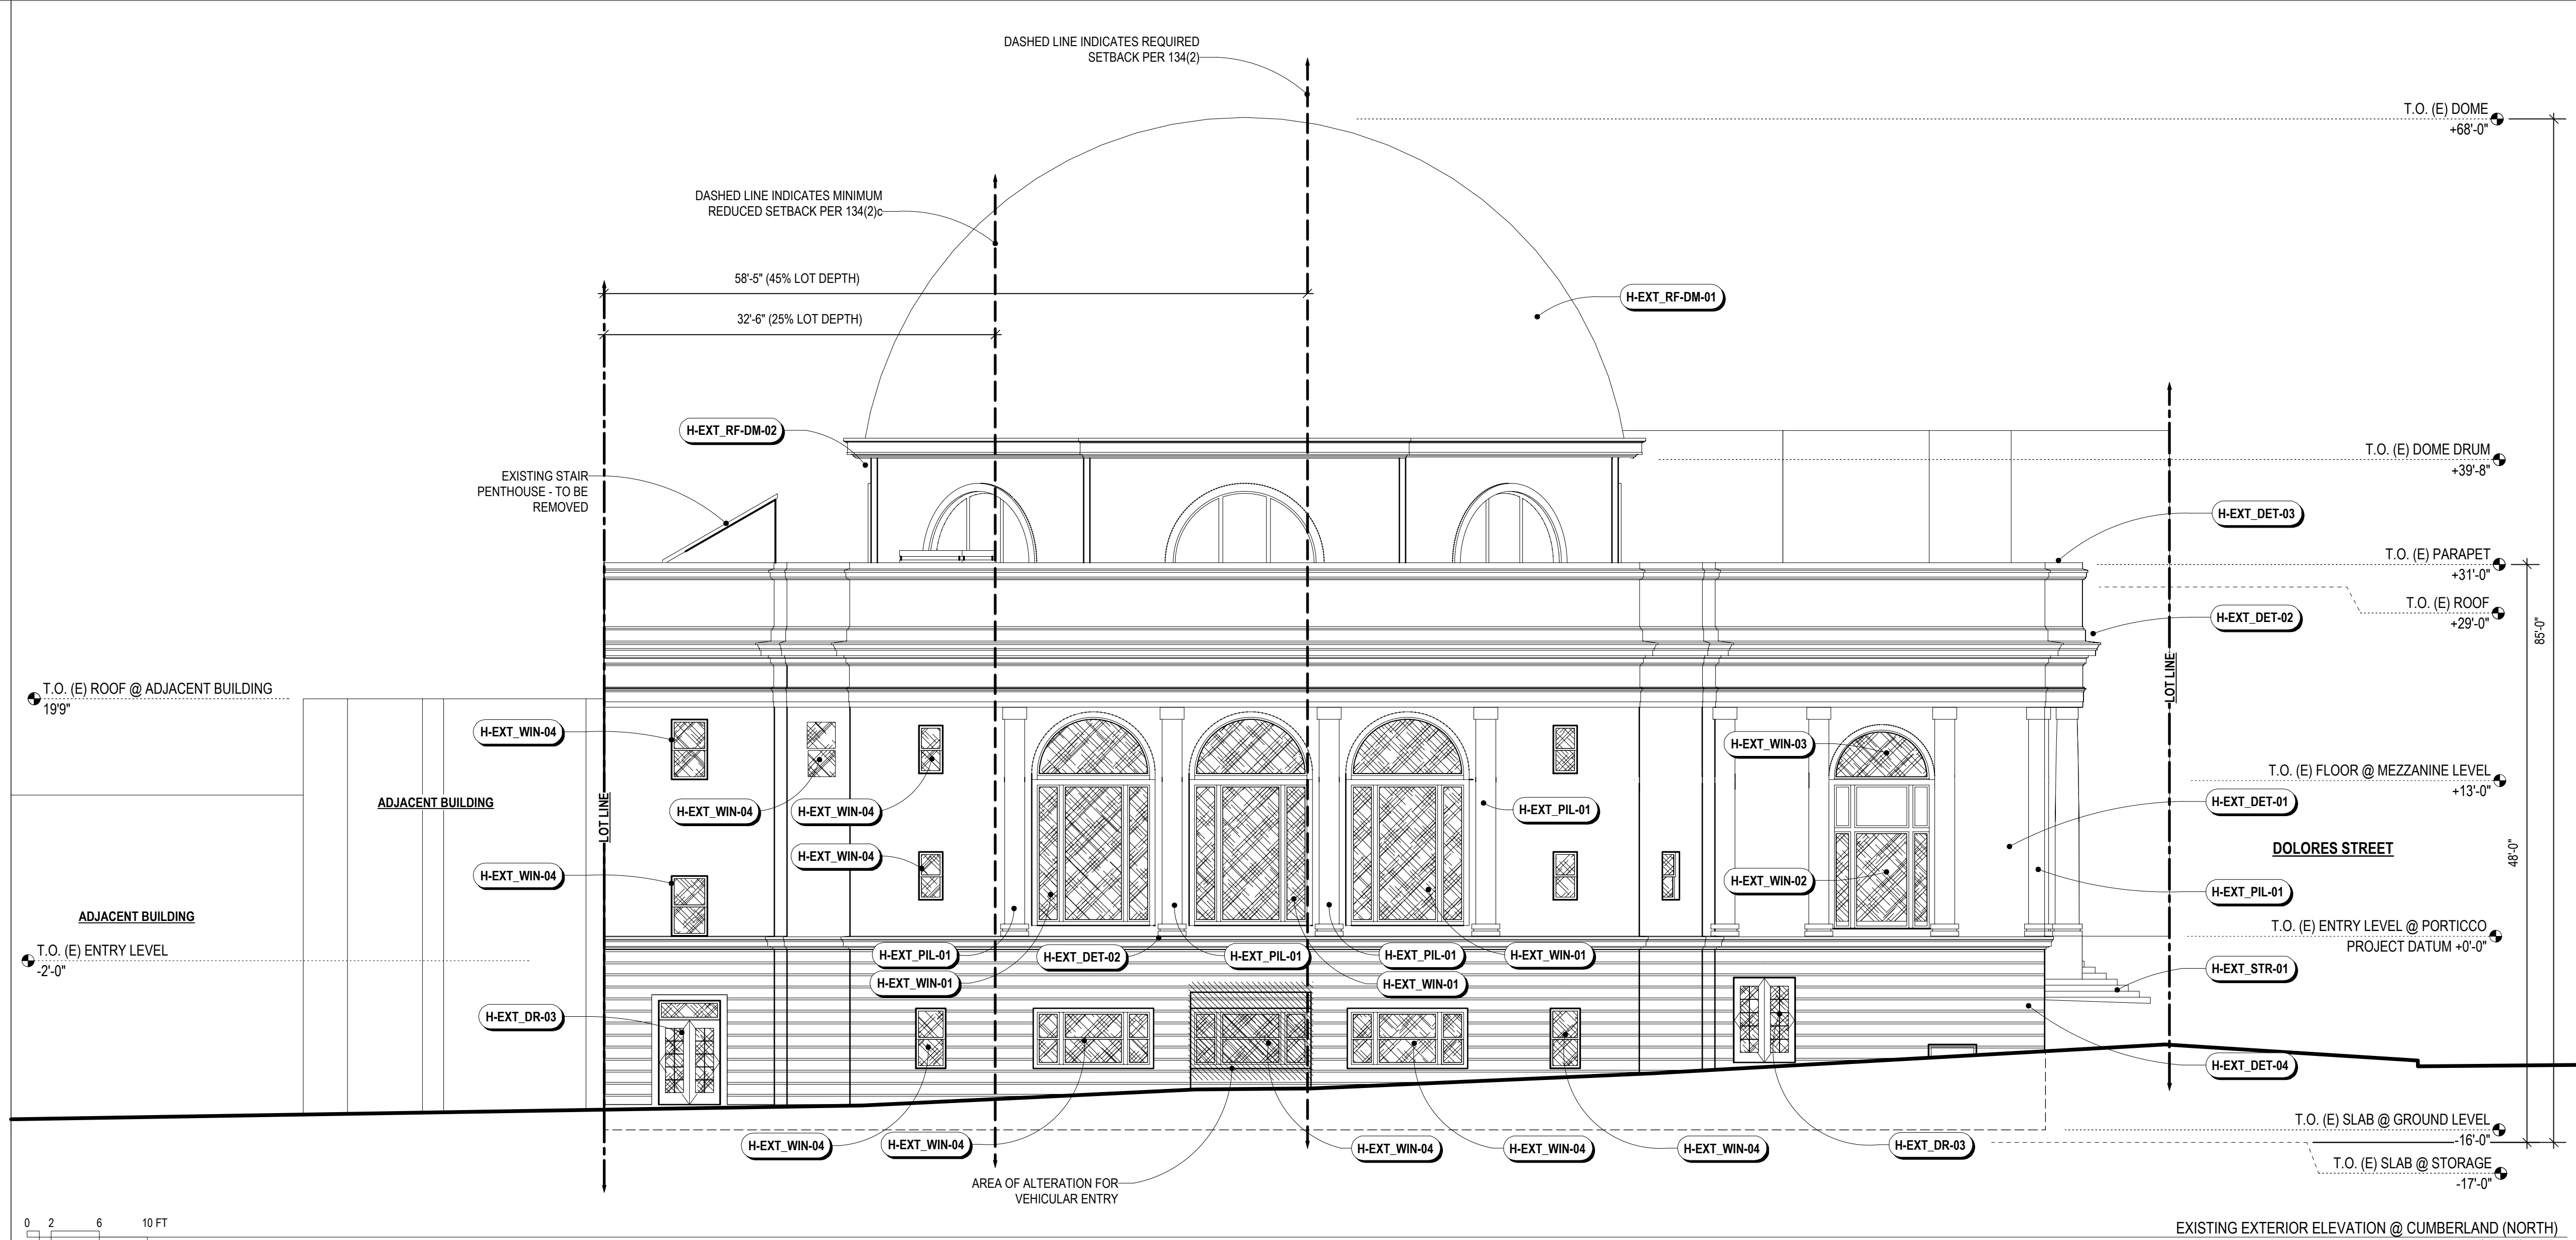 DASHED LINE INDICATES REQUIRED
SETBACK PER 134(2)
T.O. (E) DOME
+68'-0"
DASHED LINE INDICATES MINIMUM
REDUCED SETBACK PER 134(2)c
58'-5" (45% LOT DEPTH)
32'-6" (25% LOT DEPTH)
H-EXT_RF-DM-01
H-EXT_RF-DM-02
EXISTING STAIR
PENTHOUSE - TO BE
REMOVED
T.O. (E) DOME DRUM
+39'-8"
H-EXT_DET-03
T.O. (E) PARAPET
+31'-0"
T.O. (E) ROOF
+29'-0"
H-EXT_DET-02
85'-0"
LOT LINE
T.O. (E) ROOF @ ADJACENT BUILDING
19'9"
H-EXT_WIN-04
H-EXT_WIN-03
T.O. (E) FLOOR @ MEZZANINE LEVEL
+13'-0"
ADJACENT BUILDING
LOT LINE
H-EXT_WIN-04
H-EXT_WIN-04
H-EXT_PIL-01
H-EXT_DET-01
H-EXT_WIN-04
DOLORES STREET
48'-0"
H-EXT_WIN-04
H-EXT_WIN-02
H-EXT_PIL-01
ADJACENT BUILDING
T.O. (E) ENTRY LEVEL @ PORTICCO
PROJECT DATUM +0'-0"
T.O. (E) ENTRY LEVEL
-2'-0"
H-EXT_PIL-01
H-EXT_DET-02
H-EXT_PIL-01
H-EXT_PIL-01
H-EXT_WIN-01
H-EXT_STR-01
H-EXT_WIN-01
H-EXT_WIN-01
H-EXT_DR-03
H-EXT_DET-04
T.O. (E) SLAB @ GROUND LEVEL
-16'-0"
H-EXT_WIN-04
H-EXT_WIN-04
H-EXT_WIN-04
H-EXT_WIN-04
H-EXT_WIN-04
H-EXT_DR-03
T.O. (E) SLAB @ STORAGE
-17'-0"
AREA OF ALTERATION FOR
VEHICULAR ENTRY
0 2 6 10 FT
EXISTING EXTERIOR ELEVATION @ CUMBERLAND (NORTH)